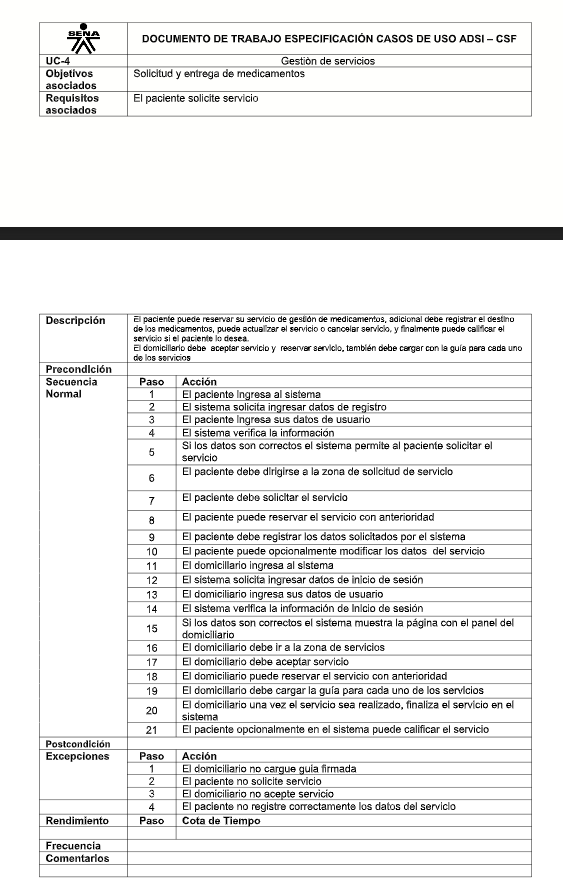 SENA
DOCUMENTO DE TRABAJO ESPECIFICACIÓN CASOS DE USO ADSI – CSF
UC-4 Gestión de servicios
Objetivos asociados Solicitud y entrega de medicamentos
Requisitos asociados El paciente solicite servicio
Descripción El paciente puede reservar su servicio de gestión de medicamentos, adicional debe registrar el destino
de los medicamentos, puede actualizar el servicio o cancelar servicio, y finalmente puede calificar el
servicio si el paciente lo desea.
El domiciliario debe aceptar servicio y reservar servicio, también debe cargar con la guía para cada uno
de los servicios
Precondición
Secuencia Normal Paso Acción
1 El paciente ingresa al sistema
2 El sistema solicita ingresar datos de registro
3 El paciente ingresa sus datos de usuario
4 El sistema verifica la información
5 Si los datos son correctos el sistema permite al paciente solicitar el
servicio
6 El paciente debe dirigirse a la zona de solicitud de servicio
7 El paciente debe solicitar el servicio
8 El paciente puede reservar el servicio con anterioridad
9 El paciente debe registrar los datos solicitados por el sistema
10 El paciente puede opcionalmente modificar los datos del servicio
11 El domiciliario ingresa al sistema
12 El sistema solicita ingresar datos de inicio de sesión
13 El domiciliario ingresa sus datos de usuario
14 El sistema verifica la información de inicio de sesión
15 Si los datos son correctos el sistema muestra la página con el panel del
domiciliario
16 El domiciliario debe ir a la zona de servicios
17 El domiciliario debe aceptar servicio
18 El domiciliario puede reservar el servicio con anterioridad
19 El domiciliario debe cargar la guía para cada uno de los servicios
20 El domiciliario una vez el servicio sea realizado, finaliza el servicio en el
sistema
21 El paciente opcionalmente en el sistema puede calificar el servicio
Postcondición
Excepciones Paso Acción
1 El domiciliario no cargue guia firmada
2 El paciente no solicite servicio
3 El domiciliario no acepte servicio
4 El paciente no registre correctamente los datos del servicio
Rendimiento Paso Cota de Tiempo
Frecuencia
Comentarios